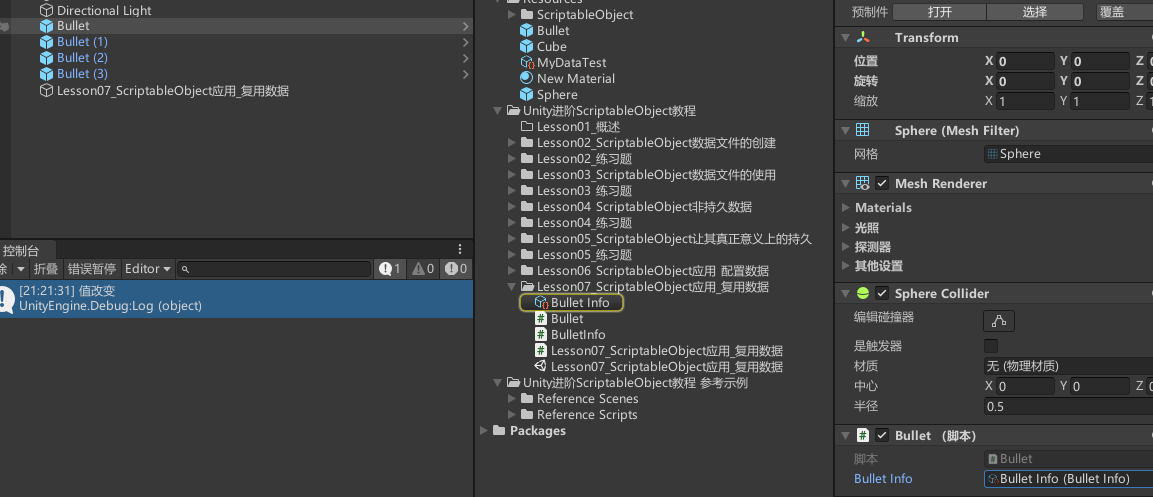 Directional Light
Bullet
Bullet (1)
Bullet (2)
Bullet (3)
Lesson07_ScriptableObject应用_复用数据
控制台
折叠 错误暂停 Editor 1 0 0
[21:21:31] 值改变
UnityEngine.Debug:Log (object)
Resources
ScriptableObject
Bullet
Cube
MyDataTest
New Material
Sphere
Unity进阶ScriptableObject教程
Lesson01_概述
Lesson02_ScriptableObject数据文件的创建
Lesson02_练习题
Lesson03_ScriptableObject数据文件的使用
Lesson03 练习题
Lesson04 ScriptableObject非持久数据
Lesson04_练习题
Lesson05_ScriptableObject让其真正意义上的持久
Lesson05_练习题
Lesson06 ScriptableObject应用 配置数据
Lesson07_ScriptableObject应用_复用数据
Bullet Info
Bullet
BulletInfo
Lesson07_ScriptableObject应用_复用数据
Lesson07_ScriptableObject应用_复用数据
Unity进阶ScriptableObject教程 参考示例
Reference Scenes
Reference Scripts
Packages
预制件 打开 选择 覆盖
Transform
位置 X 0 Y 0 Z
旋转 X 0 Y 0 Z
缩放 X 1 Y 1 Z
Sphere (Mesh Filter)
网格 Sphere
Mesh Renderer
Materials
光照
探测器
其他设置
Sphere Collider
编辑碰撞器
是触发器
材质 无 (物理材质)
中心 X 0 Y 0 Z
半径 0.5
Bullet （脚本）
脚本 Bullet
Bullet Info Bullet Info (Bullet Info)